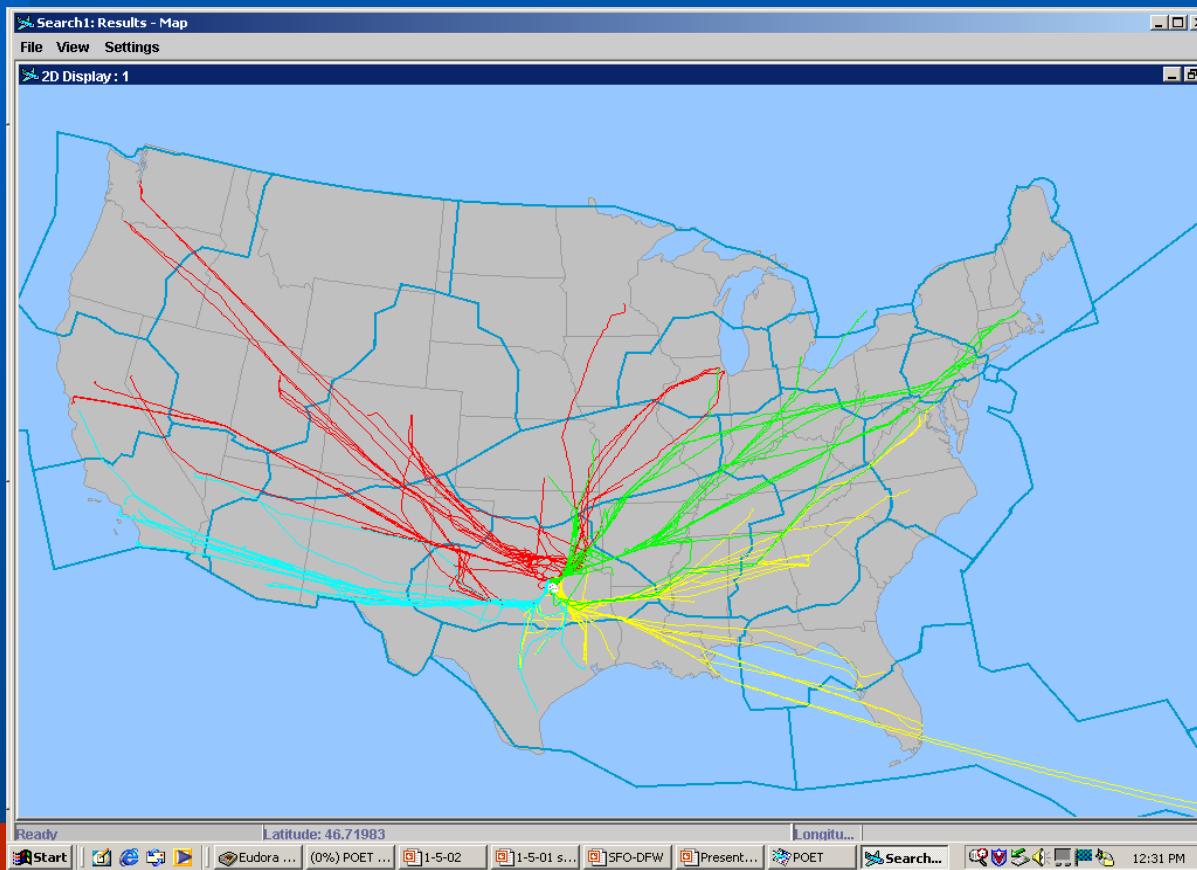 Search1: Results - Map
File View Settings
2D Display : 1
Ready Latitude: 46.71983 Longitu...
Start Eudora ... (0%) POET ... 1-5-02 1-5-01 s... SFO-DFW Present... POET Search... 12:31 PM